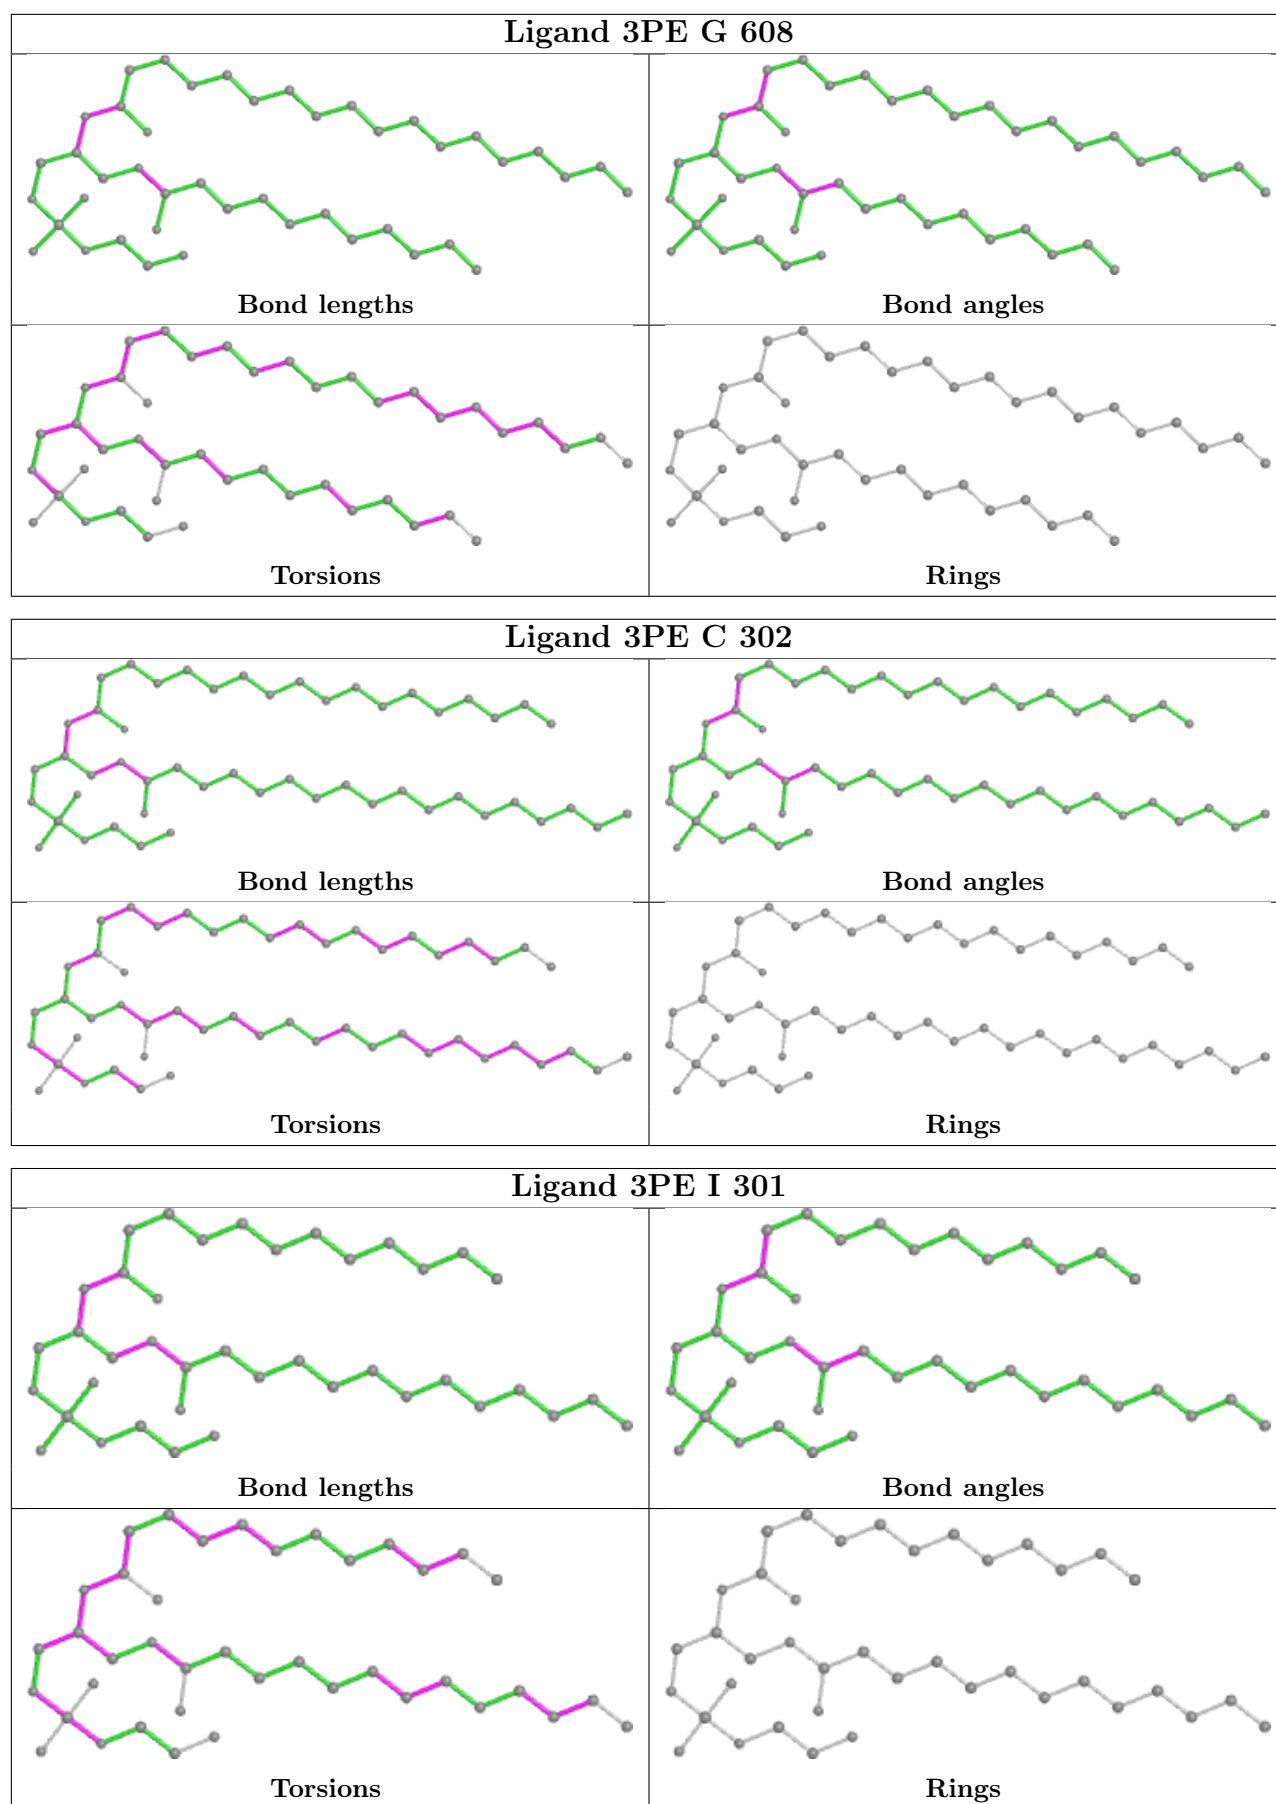 Ligand 3PE G 608
Bond lengths
Bond angles
Torsions
Rings
Ligand 3PE C 302
Bond lengths
Bond angles
Torsions
Rings
Ligand 3PE I 301
Bond lengths
Bond angles
Torsions
Rings